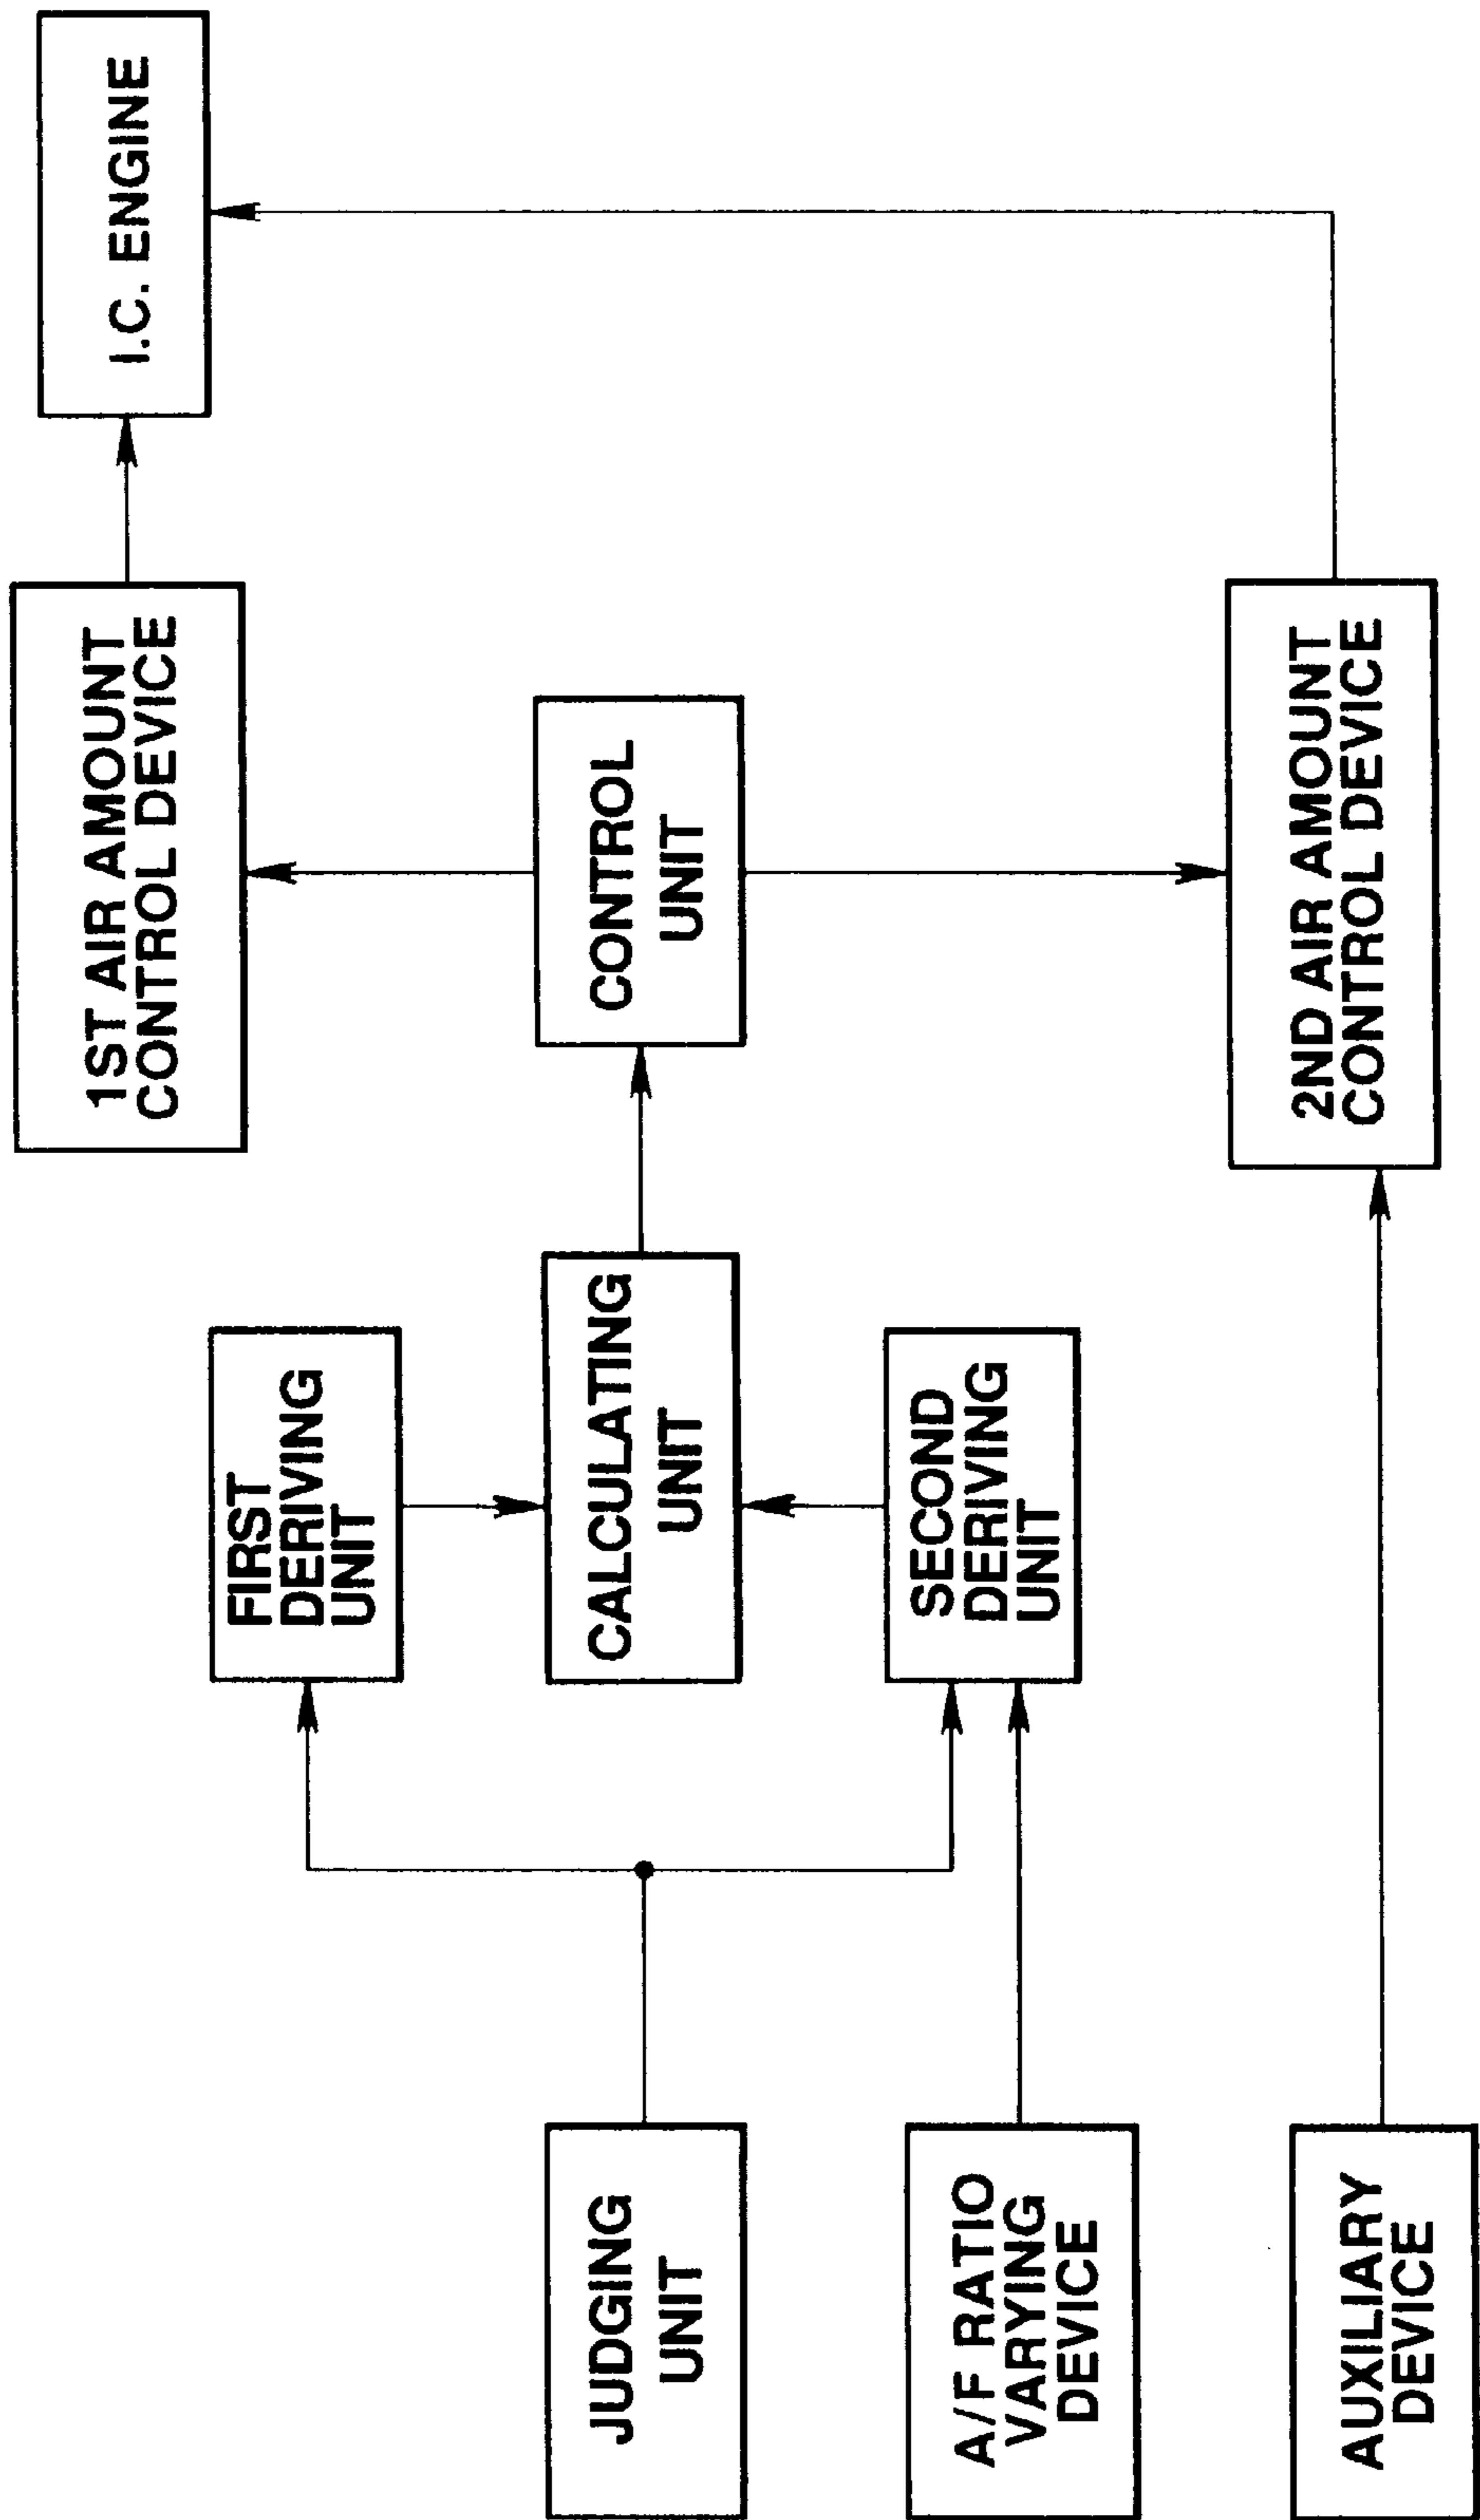 JUDGING
UNIT
A/F RATIO
VARYING
DEVICE
AUXILIARY
DEVICE
FIRST
DERIVING
UNIT
CALCULATING
UNIT
SECOND
DERIVING
UNIT
1ST AIR AMOUNT
CONTROL DEVICE
CONTROL
UNIT
2ND AIR AMOUNT
CONTROL DEVICE
I.C. ENGINE